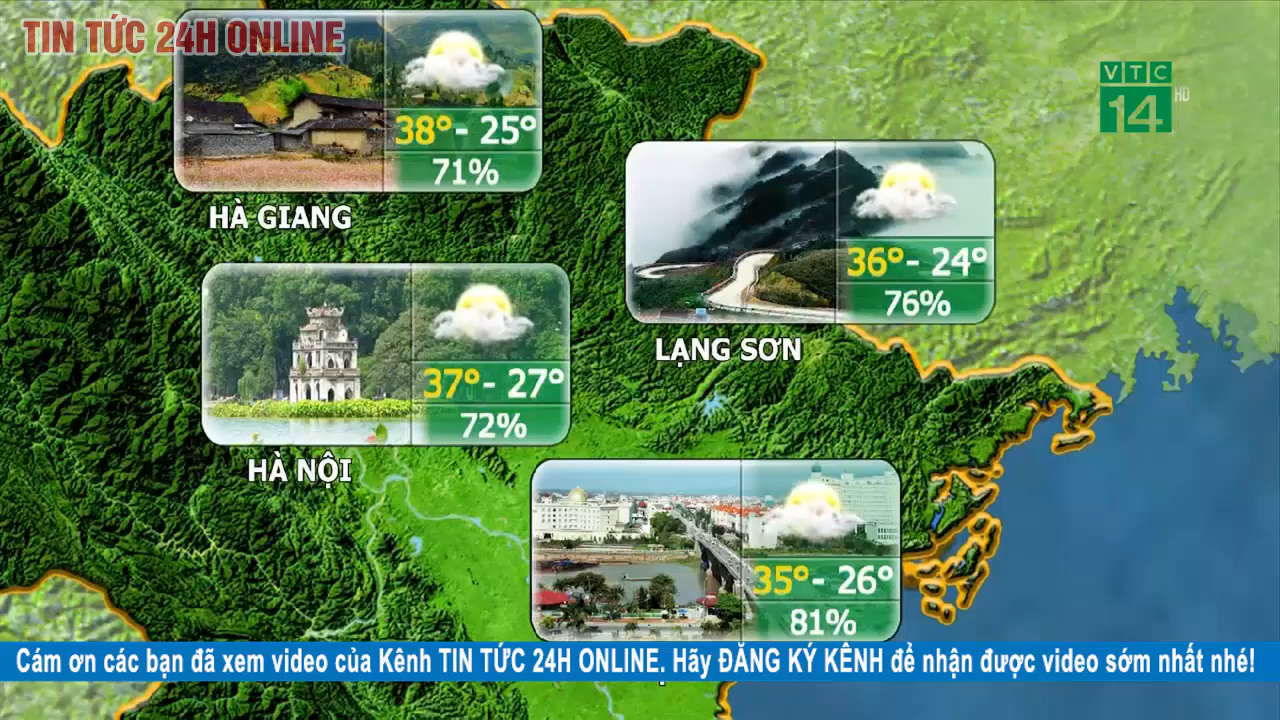 TIN TỨC 24H ONLINE
VTC
14
HD
38° - 25°
71%
HÀ GIANG
36° - 24°
76%
LẠNG SƠN
37° - 27°
72%
HÀ NỘI
35° - 26°
81%
Cám ơn các bạn đã xem video của Kênh TIN TỨC 24H ONLINE. Hãy ĐĂNG KÝ KÊNH để nhận được video sớm nhất nhé!